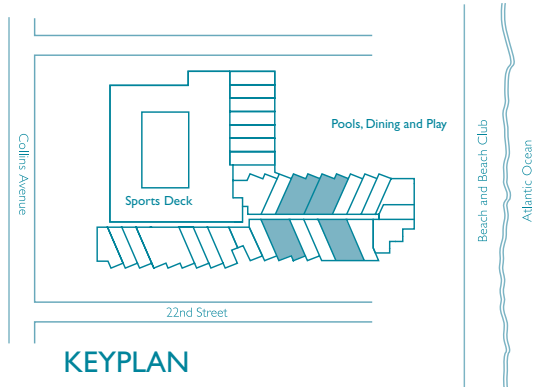 Pools, Dining and Play
Collins Avenue
Beach and Beach Club
Atlantic Ocean
Sports Deck
22nd Street
KEYPLAN